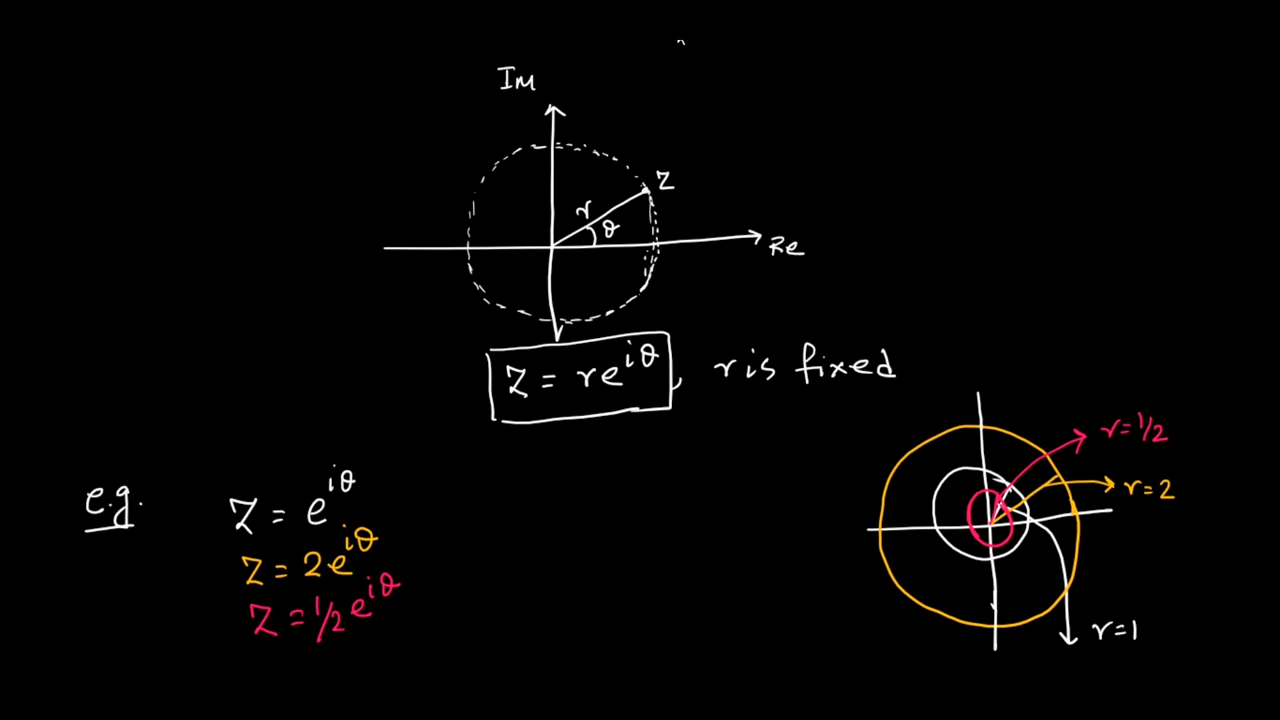 Im
z
r
θ
Re
z = re^{iθ}, r is fixed
r=1/2
r=2
e.g. z = e^{iθ}
z = 2e^{iθ}
z = 1/2 e^{iθ}
r=1